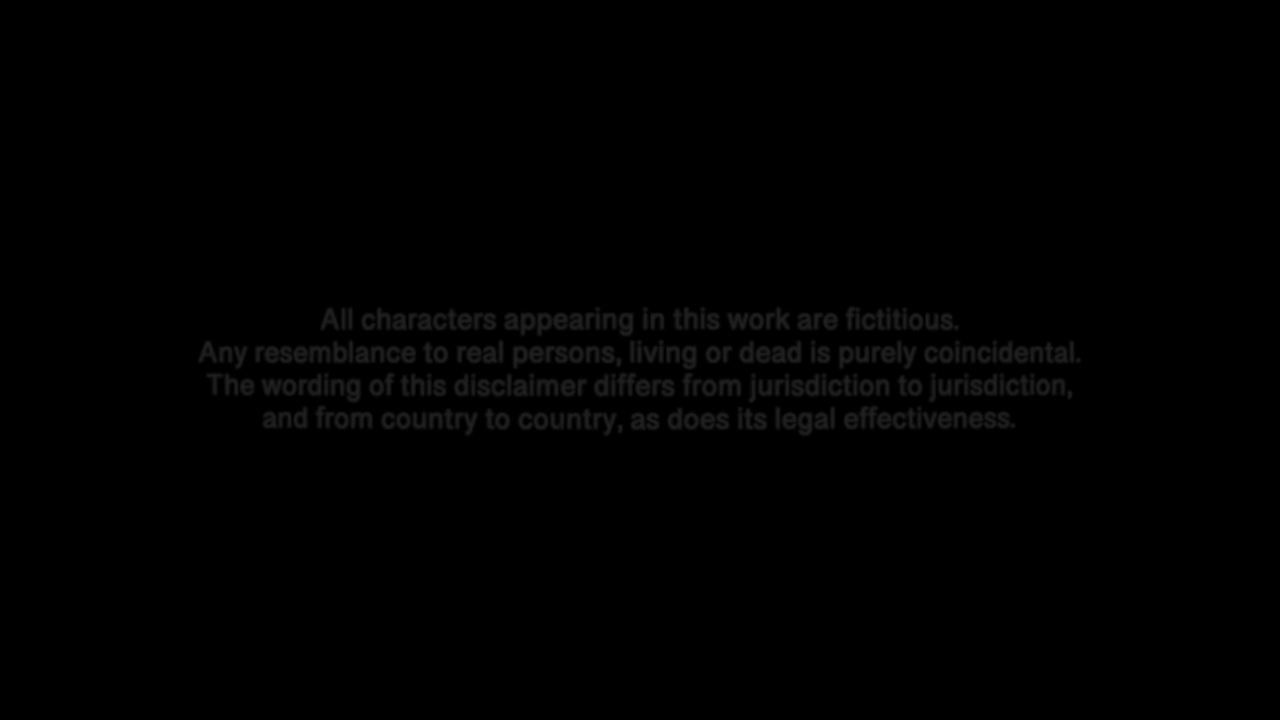 All characters appearing in this work are fictitious.
Any resemblance to real persons, living or dead is purely coincidental.
The wording of this disclaimer differs from jurisdiction to jurisdiction,
and from country to country, as does its legal effectiveness.